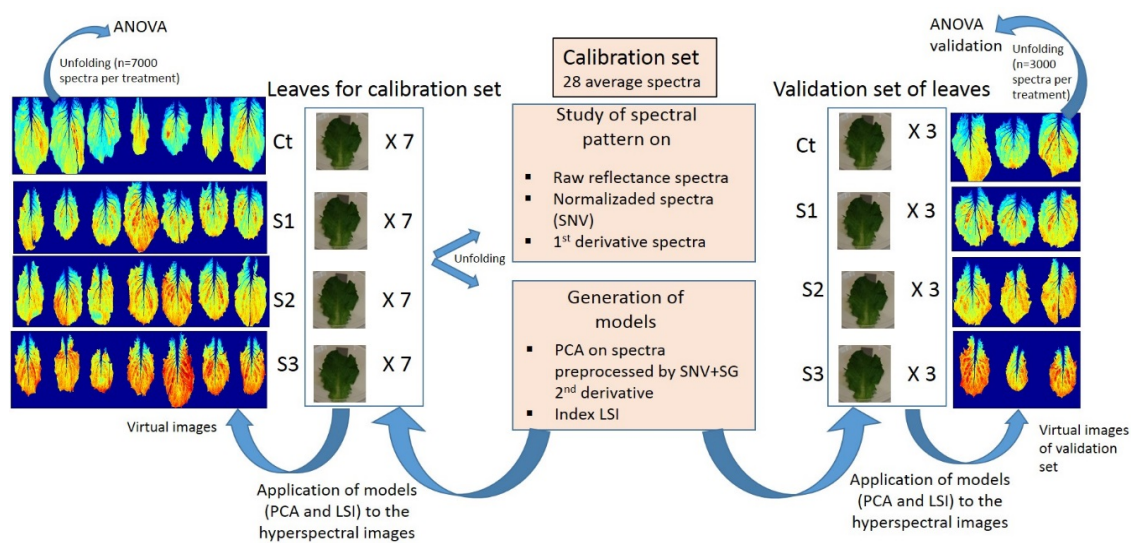 ANOVA
Unfolding (n=7000
spectra per treatment)
Leaves for calibration set
Ct
X 7
S1
X 7
S2
X 7
S3
X 7
Virtual images
Application of models
(PCA and LSI) to the
hyperspectral images
Calibration set
28 average spectra
Study of spectral
pattern on
▪ Raw reflectance spectra
▪ Normalizaded spectra
(SNV)
▪ 1st derivative spectra
Unfolding
Generation of
models
▪ PCA on spectra
preprocessed by SNV+SG
2nd derivative
▪ Index LSI
ANOVA
validation
Unfolding
(n=3000
spectra per
treatment)
Validation set of leaves
Ct
X 3
S1
X 3
S2
X 3
S3
X 3
Virtual images
of validation
set
Application of models
(PCA and LSI) to the
hyperspectral images